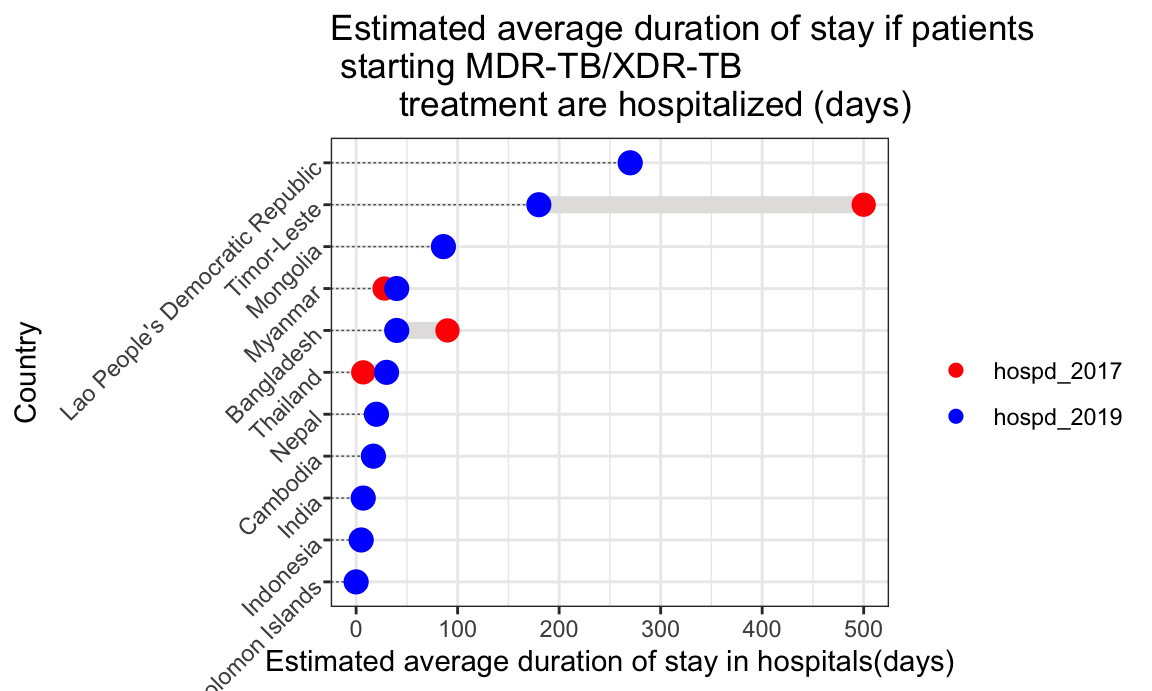 Estimated average duration of stay if patients
starting MDR-TB/XDR-TB
treatment are hospitalized (days)
Country
Lao People's Democratic Republic
Timor-Leste
Mongolia
Myanmar
Bangladesh
Thailand
Nepal
Cambodia
India
Indonesia
olomon Islands
0 100 200 300 400 500
Estimated average duration of stay in hospitals(days)
hospd_2017
hospd_2019